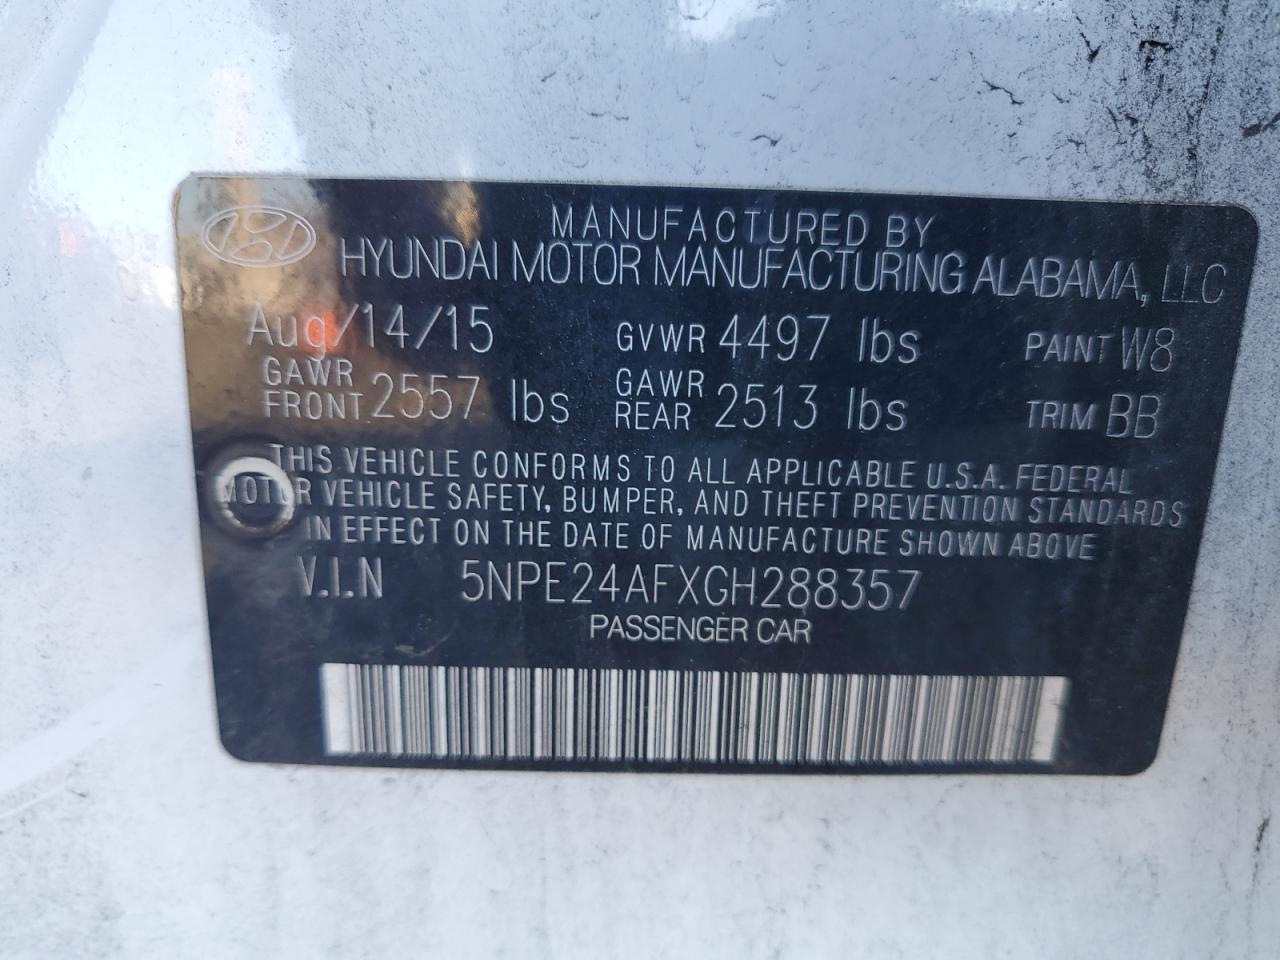 MANUFACTURED BY
HYUNDAI MOTOR MANUFACTURING ALABAMA, LLC
Aug/14/15 GVWR 4497 lbs PAINT W8
GAWR FRONT 2557 lbs GAWR REAR 2513 lbs TRIM BB
THIS VEHICLE CONFORMS TO ALL APPLICABLE U.S.A. FEDERAL
MOTOR VEHICLE SAFETY, BUMPER, AND THEFT PREVENTION STANDARDS
IN EFFECT ON THE DATE OF MANUFACTURE SHOWN ABOVE
V.I.N 5NPE24AFXGH288357
PASSENGER CAR